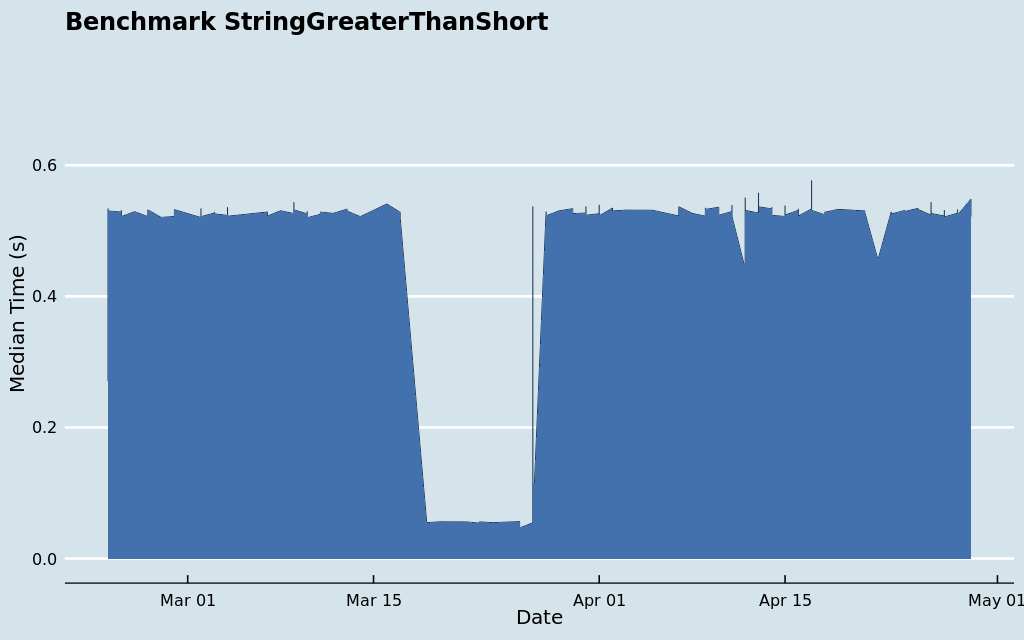 Benchmark StringGreaterThanShort
Median Time (s)
0.6
0.4
0.2
0.0
Mar 01
Mar 15
Apr 01
Apr 15
May 01
Date